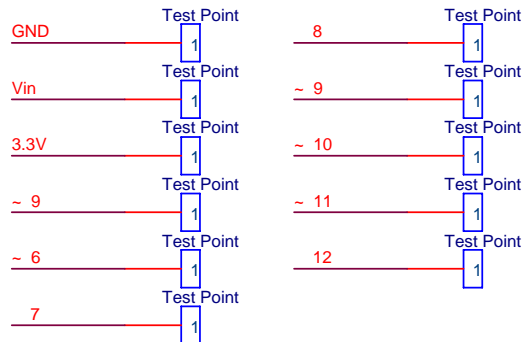 Test Point
GND
1
Test Point
Vin
1
Test Point
3.3V
1
Test Point
~ 9
1
Test Point
~ 6
1
Test Point
7
1
Test Point
8
1
Test Point
~ 9
1
Test Point
~ 10
1
Test Point
~ 11
1
Test Point
12
1